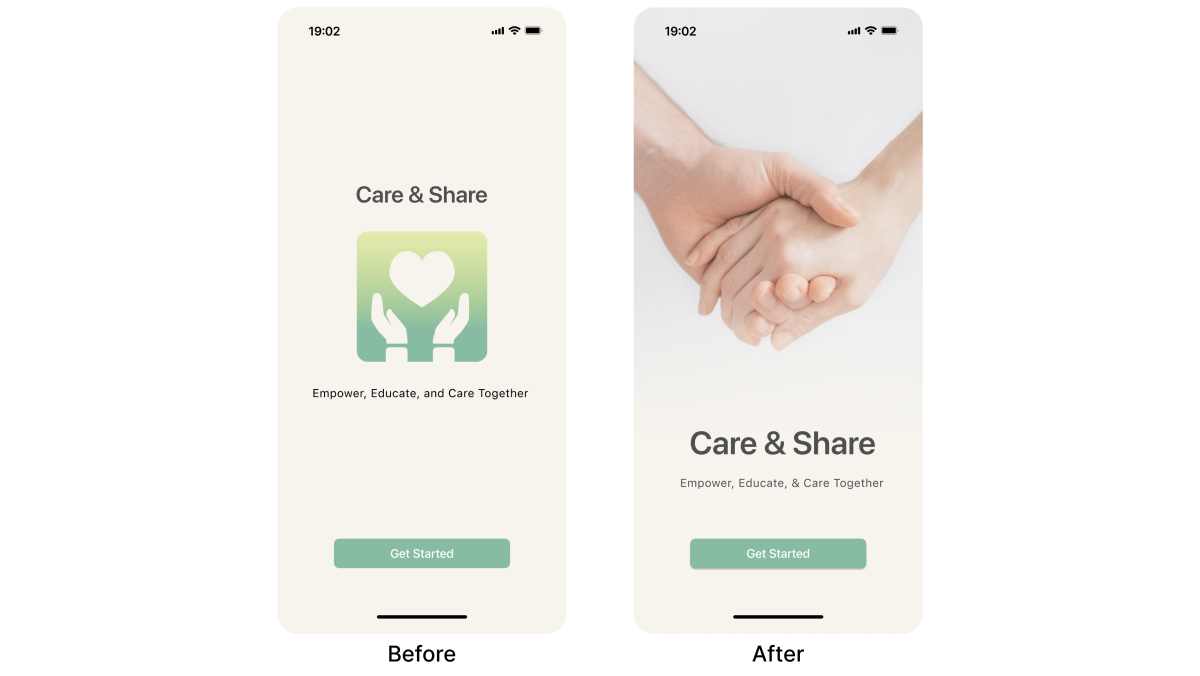 19:02
Care & Share
Empower, Educate, and Care Together
Get Started
Before
19:02
Care & Share
Empower, Educate, & Care Together
Get Started
After